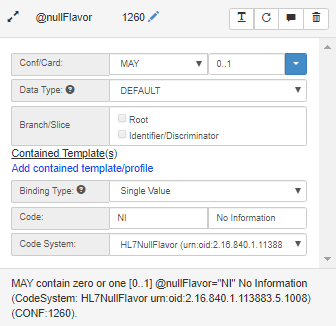 @nullFlavor 1260
Conf/Card: MAY 0..1
Data Type: DEFAULT
Branch/Slice Root
Identifier/Discriminator
Contained Template(s)
Add contained template/profile
Binding Type: Single Value
Code: NI No Information
Code System: HL7NullFlavor (urn:oid:2.16.840.1.11388
MAY contain zero or one [0..1] @nullFlavor="NI" No Information
(CodeSystem: HL7NullFlavor urn:oid:2.16.840.1.113883.5.1008)
(CONF:1260).